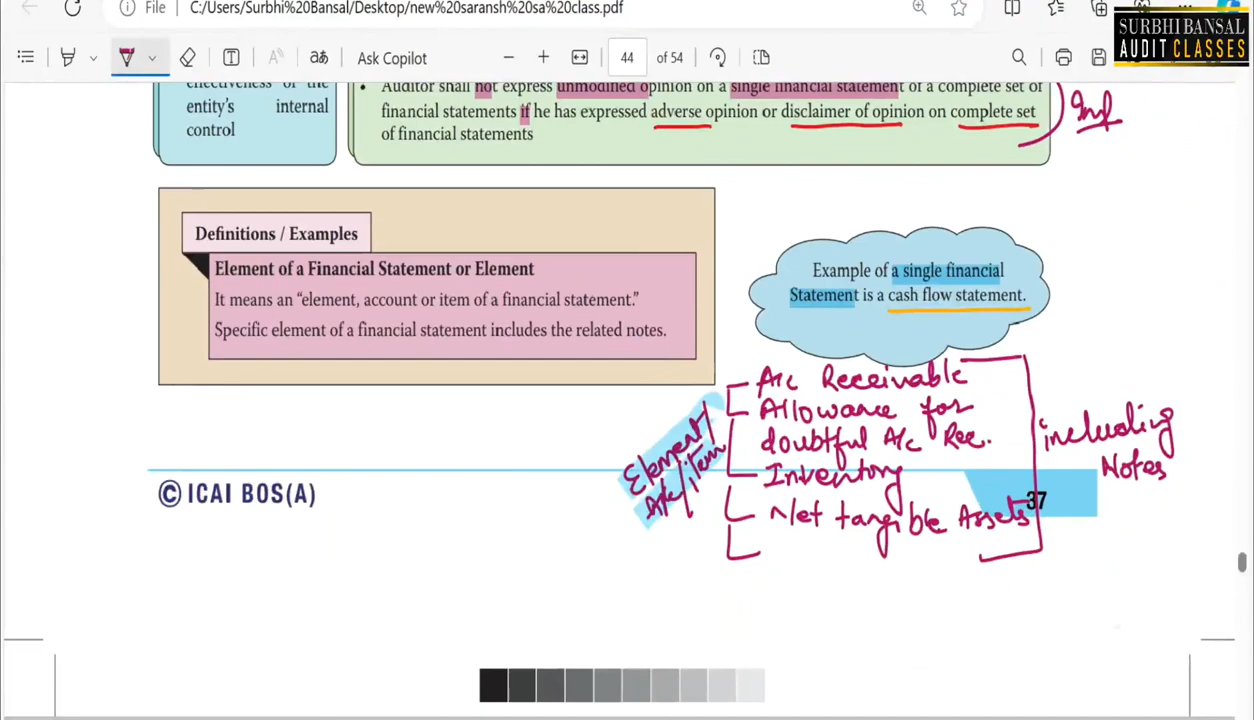 C:/Users/Surbhi%20Bansal/Desktop/new%20saransh%20sa%20class.pdf
SURBHI BANSAL
AUDIT CLASSES
Ask Copilot
44 of 54
effectiveness of the
entity's internal
control
• Auditor shall not express unmodified opinion on a single financial statement of a complete set of
financial statements if he has expressed adverse opinion or disclaimer of opinion on complete set
of financial statements
Imf
Definitions / Examples
Element of a Financial Statement or Element
It means an “element, account or item of a financial statement.”
Specific element of a financial statement includes the related notes.
Example of a single financial
Statement is a cash flow statement.
Element/
A/c/item
A/c Receivable
Allowance for
doubtful A/c Rec.
Inventory
Net tangible Assets
including
Notes
© ICAI BOS(A)
37